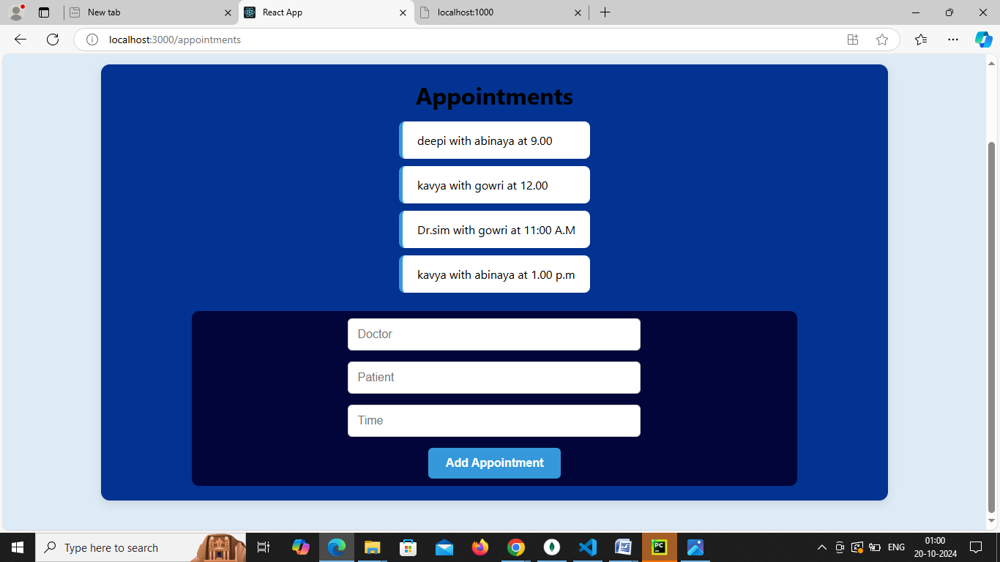 New tab
React App
localhost:1000
localhost:3000/appointments
Appointments
deepi with abinaya at 9.00
kavya with gowri at 12.00
Dr.sim with gowri at 11:00 A.M
kavya with abinaya at 1.00 p.m
Doctor
Patient
Time
Add Appointment
Type here to search
PC
ENG
01:00
20-10-2024